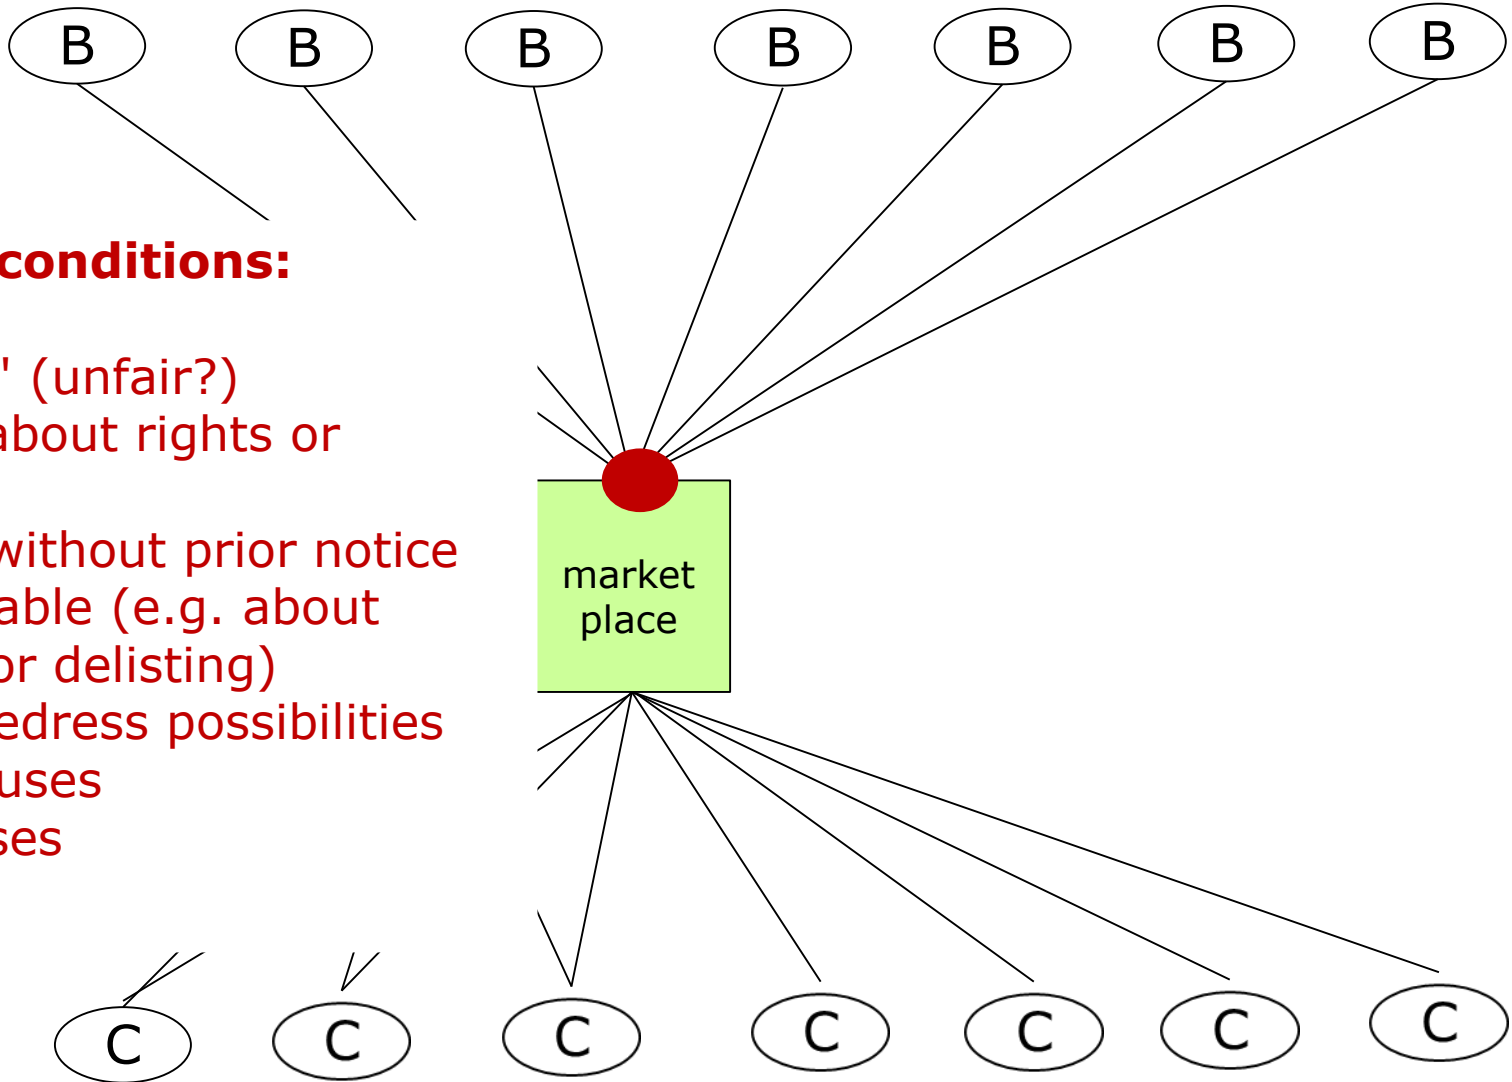 B B B B B B B
conditions:
" (unfair?)
about rights or
without prior notice
able (e.g. about
or delisting)
edress possibilities
uses
ses
market
place
C C C C C C C